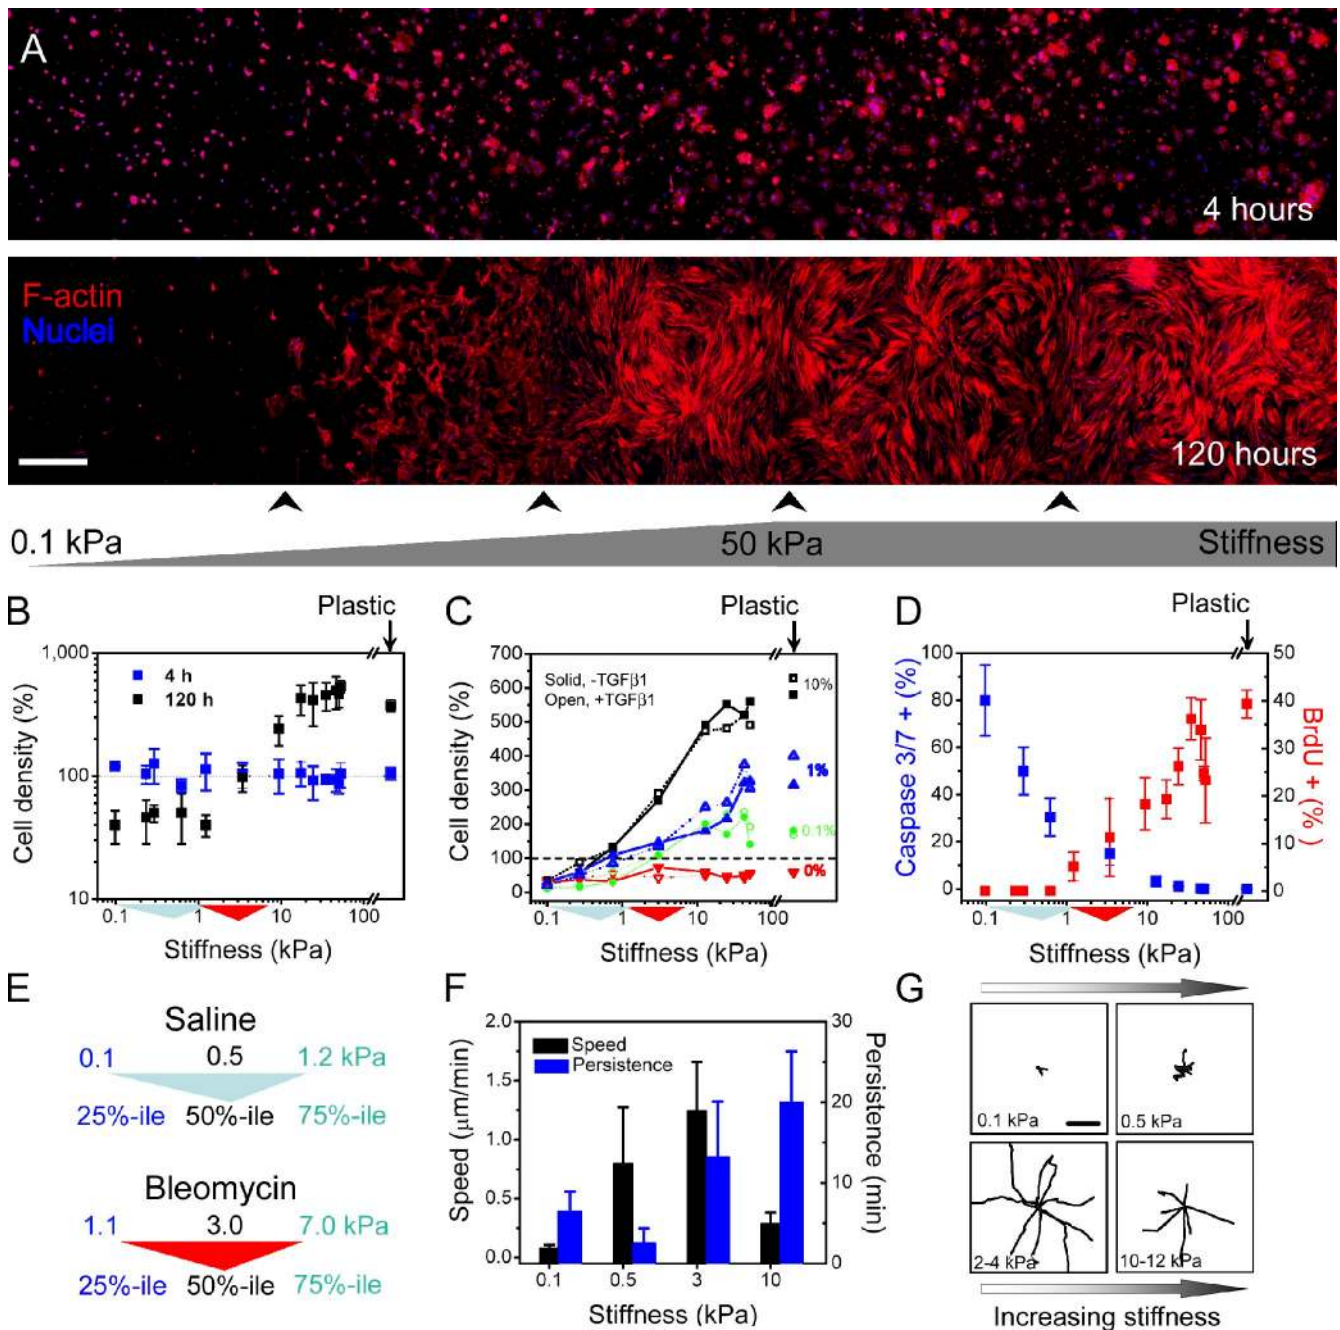 A
4 hours
F-actin
Nuclei
120 hours
0.1 kPa
50 kPa
Stiffness
B
Plastic
1,000
100
10
Cell density (%)
4 h
120 h
0.1
1
10
100
Stiffness (kPa)
C
Plastic
700
600
500
400
300
200
100
0
Cell density (%)
Solid, -TGFβ1
Open, +TGFβ1
10%
1%
0.1%
0%
0.1
1
10
100
Stiffness (kPa)
D
Plastic
100
80
60
40
20
0
Caspase 3/7 + (%)
50
40
30
20
10
0
BrdU + (%)
0.1
1
10
100
Stiffness (kPa)
E
Saline
0.1 0.5 1.2 kPa
25%-ile 50%-ile 75%-ile
Bleomycin
1.1 3.0 7.0 kPa
25%-ile 50%-ile 75%-ile
F
2.0
1.5
1.0
0.5
0.0
Speed (μm/min)
Speed
Persistence
30
20
10
0
Persistence (min)
0.1
0.5
3
10
Stiffness (kPa)
G
0.1 kPa
0.5 kPa
2-4 kPa
10-12 kPa
Increasing stiffness